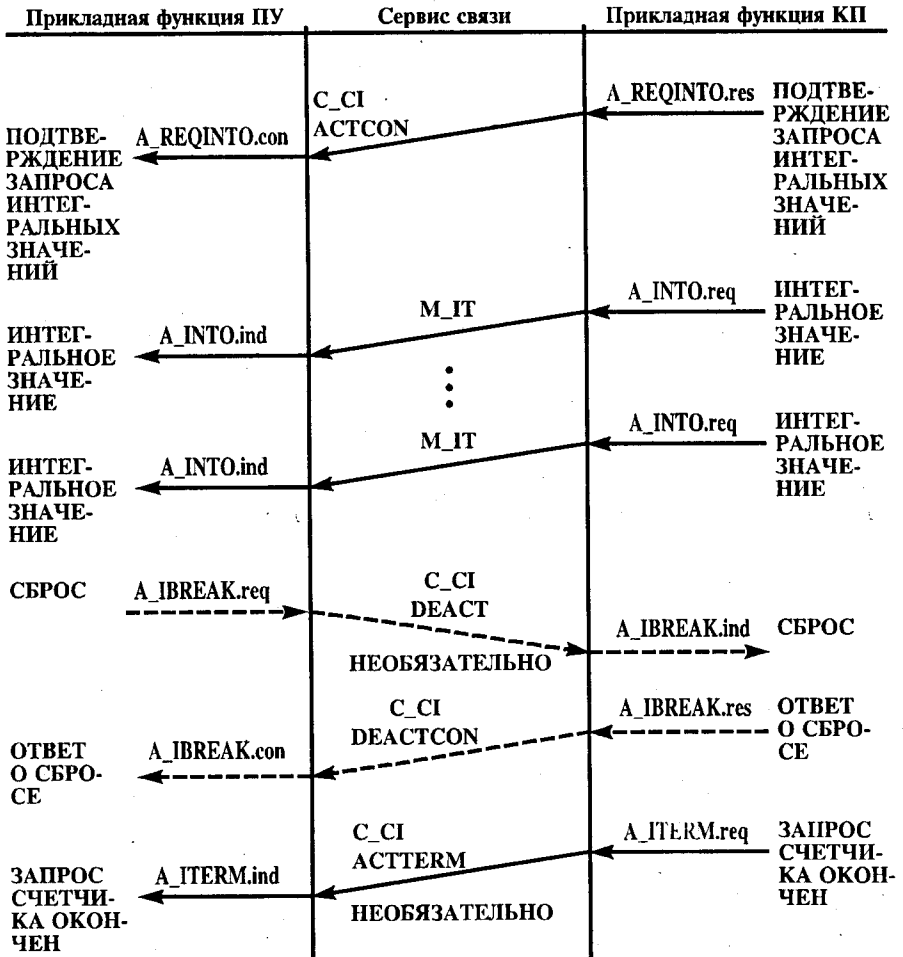 Прикладная функция ПУ
Сервис связи
Прикладная функция КП
C_CI
ACTCON
A_REQINTO.res
ПОДТВЕ-
РЖДЕНИЕ
ЗАПРОСА
ИНТЕГ-
РАЛЬНЫХ
ЗНАЧЕ-
НИЙ
ПОДТВЕ-
РЖДЕНИЕ
ЗАПРОСА
ИНТЕГ-
РАЛЬНЫХ
ЗНАЧЕ-
НИЙ
A_REQINTO.con
M_IT
A_INTO.req
ИНТЕГ-
РАЛЬНОЕ
ЗНАЧЕ-
НИЕ
ИНТЕГ-
РАЛЬНОЕ
ЗНАЧЕ-
НИЕ
A_INTO.ind
M_IT
A_INTO.req
ИНТЕГ-
РАЛЬНОЕ
ЗНАЧЕ-
НИЕ
ИНТЕГ-
РАЛЬНОЕ
ЗНАЧЕ-
НИЕ
A_INTO.ind
СБРОС
A_IBREAK.req
C_CI
DEACT
НЕОБЯЗАТЕЛЬНО
A_IBREAK.ind
СБРОС
C_CI
DEACTCON
A_IBREAK.res
ОТВЕТ
О СБРО-
СЕ
ОТВЕТ
О СБРО-
СЕ
A_IBREAK.con
C_CI
ACTTERM
НЕОБЯЗАТЕЛЬНО
A_ITERM.req
ЗАПРОС
СЧЕТЧИ-
КА ОКОН-
ЧЕН
ЗАПРОС
СЧЕТЧИ-
КА ОКОН-
ЧЕН
A_ITERM.ind